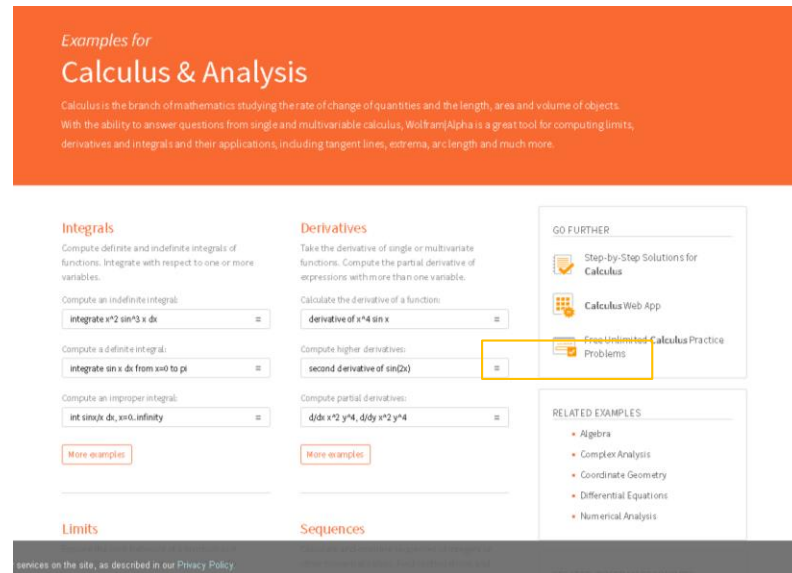 Examples for
Calculus & Analysis
Calculus is the branch of mathematics studying the rate of change of quantities and the length, area and volume of objects.
With the ability to answer questions from single and multivariable calculus, Wolfram|Alpha is a great tool for computing limits,
derivatives and integrals and their applications, including tangent lines, extrema, arc length and much more.
Integrals
Compute definite and indefinite integrals of
functions. Integrate with respect to one or more
variables.
Compute an indefinite integral:
integrate x^2 sin^3 x dx =
Compute a definite integral:
integrate sin x dx from x=0 to pi =
Compute an improper integral:
int sinx/x dx, x=0..infinity =
More examples
Derivatives
Take the derivative of single or multivariate
functions. Compute the partial derivative of
expressions with more than one variable.
Calculate the derivative of a function:
derivative of x^4 sin x =
Compute higher derivatives:
second derivative of sin(2x) =
Compute partial derivatives:
d/dx x^2 y^4, d/dy x^2 y^4 =
More examples
GO FURTHER
Step-by-Step Solutions for
Calculus
Calculus Web App
Free Unlimited Calculus Practice
Problems
RELATED EXAMPLES
• Algebra
• Complex Analysis
• Coordinate Geometry
• Differential Equations
• Numerical Analysis
Limits
Sequences
services on the site, as described in our Privacy Policy.